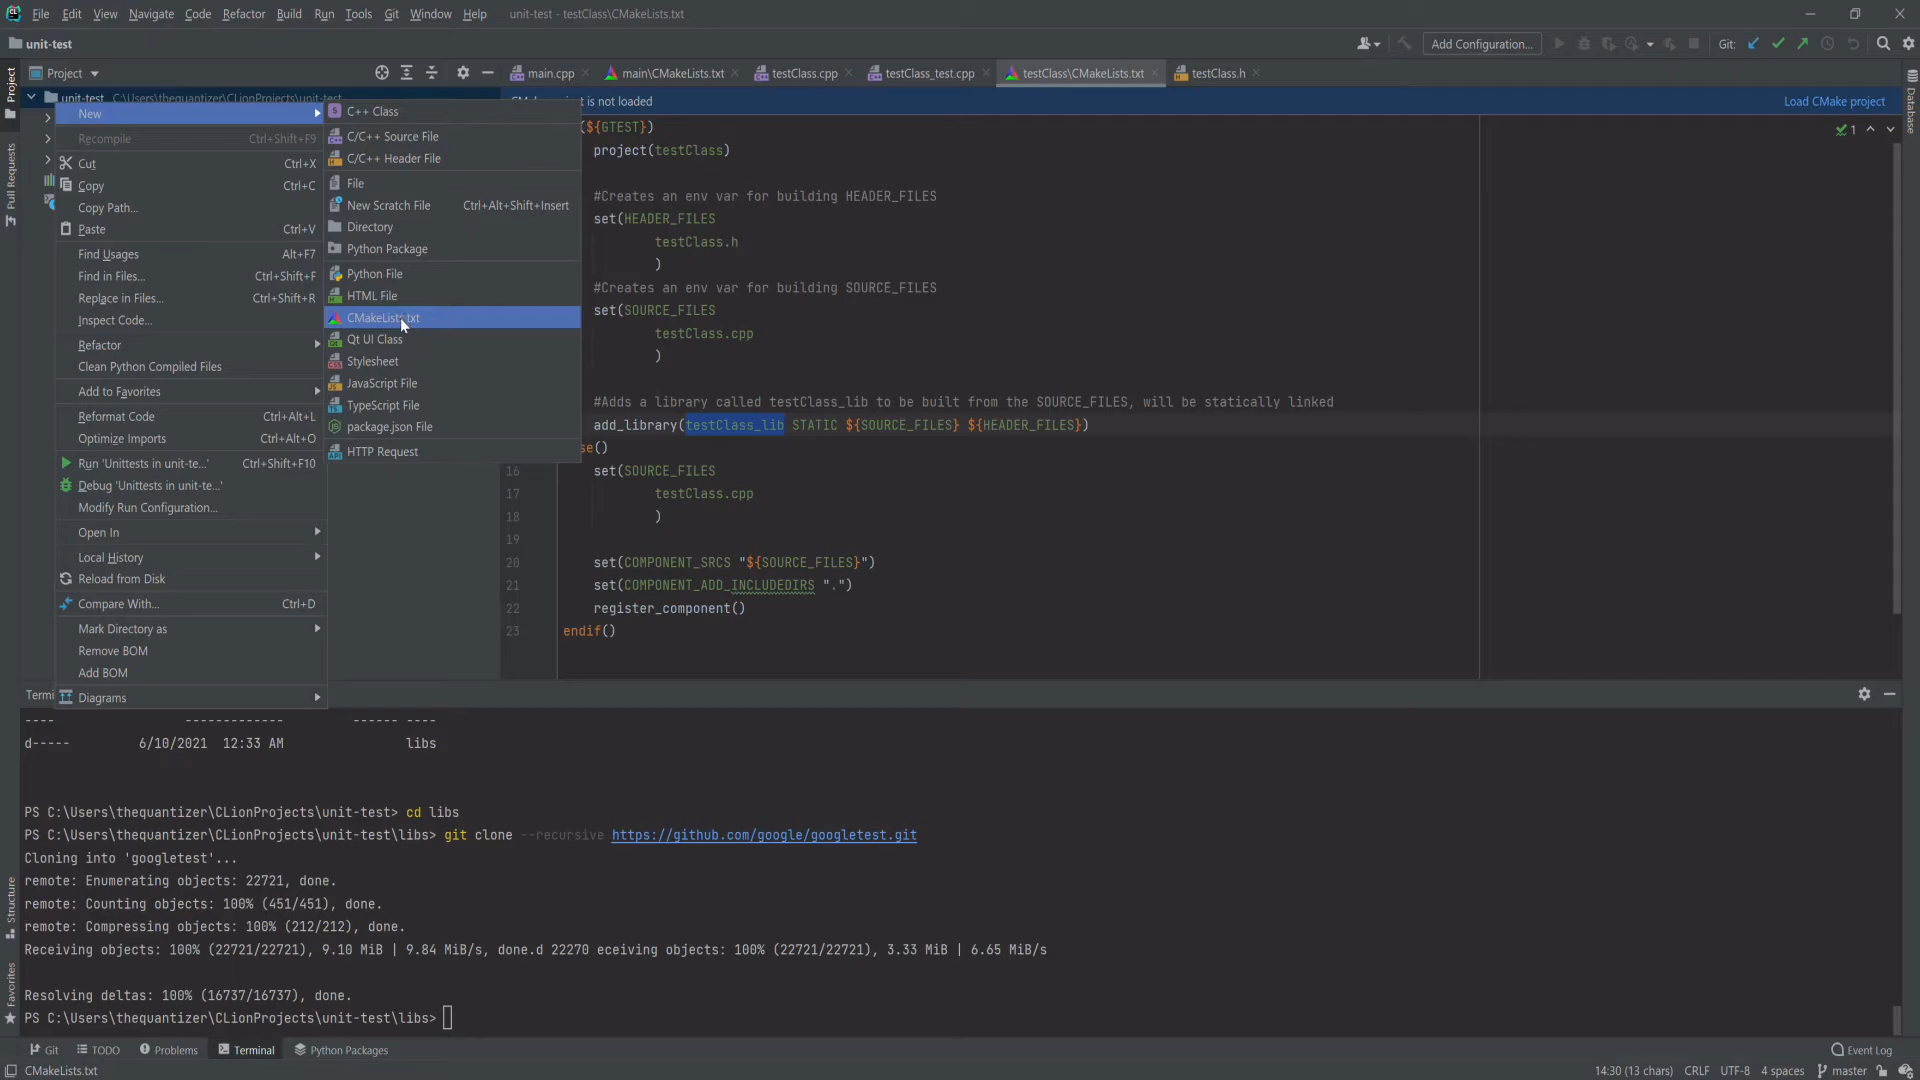 File Edit View Navigate Code Refactor Build Run Tools Git Window Help unit-test - testClass\CMakeLists.txt
unit-test
Add Configuration...
Git:
Project
main.cpp
main\CMakeLists.txt
testClass.cpp
testClass_test.cpp
testClass\CMakeLists.txt
testClass.h
unit-test C:\Users\thequantizer\CLionProjects\unit-test
is not loaded
Load CMake project
New
Recompile Ctrl+Shift+F9
Cut Ctrl+X
Copy Ctrl+C
Copy Path...
Paste Ctrl+V
Find Usages Alt+F7
Find in Files... Ctrl+Shift+F
Replace in Files... Ctrl+Shift+R
Inspect Code...
Refactor
Clean Python Compiled Files
Add to Favorites
Reformat Code Ctrl+Alt+L
Optimize Imports Ctrl+Alt+O
Run 'Unittests in unit-te...' Ctrl+Shift+F10
Debug 'Unittests in unit-te...'
Modify Run Configuration...
Open In
Local History
Reload from Disk
Compare With... Ctrl+D
Mark Directory as
Remove BOM
Add BOM
Diagrams
C++ Class
C/C++ Source File
C/C++ Header File
File
New Scratch File Ctrl+Alt+Shift+Insert
Directory
Python Package
Python File
HTML File
CMakeLists.txt
Qt UI Class
Stylesheet
JavaScript File
TypeScript File
package.json File
HTTP Request
(${GTEST})
project(testClass)
#Creates an env var for building HEADER_FILES
set(HEADER_FILES
testClass.h
)
#Creates an env var for building SOURCE_FILES
set(SOURCE_FILES
testClass.cpp
)
#Adds a library called testClass_lib to be built from the SOURCE_FILES, will be statically linked
add_library(testClass_lib STATIC ${SOURCE_FILES} ${HEADER_FILES})
se()
16 set(SOURCE_FILES
17 testClass.cpp
18 )
19
20 set(COMPONENT_SRCS "${SOURCE_FILES}")
21 set(COMPONENT_ADD_INCLUDEDIRS ".")
22 register_component()
23 endif()
1
Project
Pull Requests
Structure
Favorites
Database
Termi
---- ------------- ------ ----
d----- 6/10/2021 12:33 AM libs
PS C:\Users\thequantizer\CLionProjects\unit-test> cd libs
PS C:\Users\thequantizer\CLionProjects\unit-test\libs> git clone --recursive https://github.com/google/googletest.git
Cloning into 'googletest'...
remote: Enumerating objects: 22721, done.
remote: Counting objects: 100% (451/451), done.
remote: Compressing objects: 100% (212/212), done.
Receiving objects: 100% (22721/22721), 9.10 MiB | 9.84 MiB/s, done.d 22270 eceiving objects: 100% (22721/22721), 3.33 MiB | 6.65 MiB/s
Resolving deltas: 100% (16737/16737), done.
PS C:\Users\thequantizer\CLionProjects\unit-test\libs>
Git TODO Problems Terminal Python Packages Event Log
CMakeLists.txt 14:30 (13 chars) CRLF UTF-8 4 spaces master